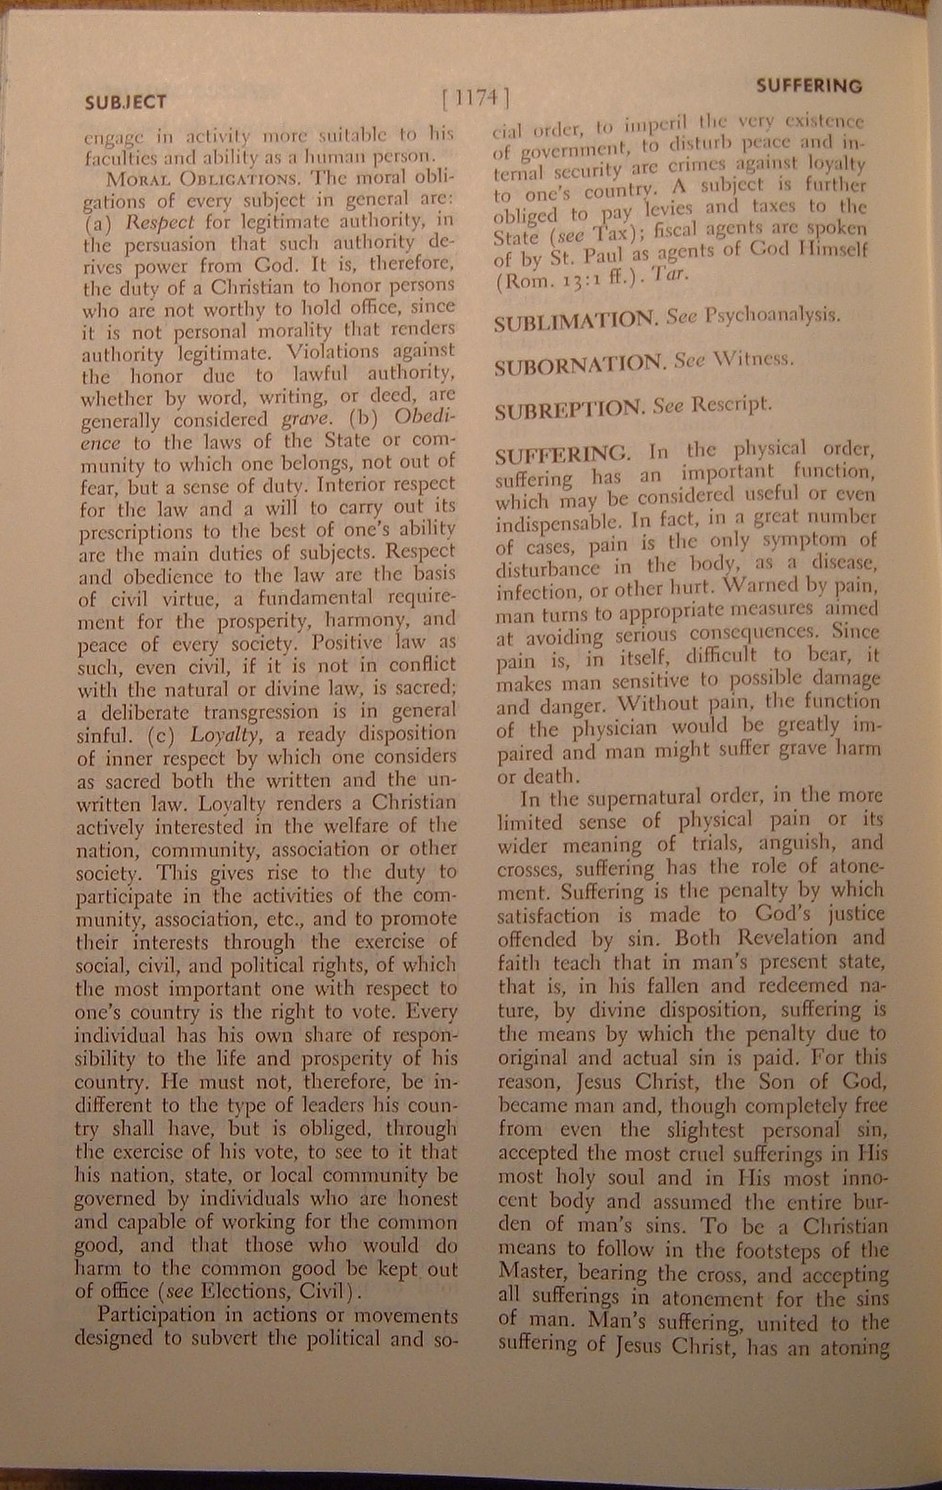 SUBJECT
[ 1174 ]
SUFFERING
engage in activity more suitable to his
faculties and ability as a human person.
MORAL OBLIGATIONS. The moral obli-
gations of every subject in general are:
(a) Respect for legitimate authority, in
the persuasion that such authority de-
rives power from God. It is, therefore,
the duty of a Christian to honor persons
who are not worthy to hold office, since
it is not personal morality that renders
authority legitimate. Violations against
the honor due to lawful authority,
whether by word, writing, or deed, are
generally considered grave. (b) Obedi-
ence to the laws of the State or com-
munity to which one belongs, not out of
fear, but a sense of duty. Interior respect
for the law and a will to carry out its
prescriptions to the best of one's ability
are the main duties of subjects. Respect
and obedience to the law are the basis
of civil virtue, a fundamental require-
ment for the prosperity, harmony, and
peace of every society. Positive law as
such, even civil, if it is not in conflict
with the natural or divine law, is sacred;
a deliberate transgression is in general
sinful. (c) Loyalty, a ready disposition
of inner respect by which one considers
as sacred both the written and the un-
written law. Loyalty renders a Christian
actively interested in the welfare of the
nation, community, association or other
society. This gives rise to the duty to
participate in the activities of the com-
munity, association, etc., and to promote
their interests through the exercise of
social, civil, and political rights, of which
the most important one with respect to
one's country is the right to vote. Every
individual has his own share of respon-
sibility to the life and prosperity of his
country. He must not, therefore, be in-
different to the type of leaders his coun-
try shall have, but is obliged, through
the exercise of his vote, to see to it that
his nation, state, or local community be
governed by individuals who are honest
and capable of working for the common
good, and that those who would do
harm to the common good be kept out
of office (see Elections, Civil).
Participation in actions or movements
designed to subvert the political and so-
cial order, to imperil the very existence
of government, to disturb peace and in-
ternal security are crimes against loyalty
to one's country. A subject is further
obliged to pay levies and taxes to the
State (see Tax); fiscal agents are spoken
of by St. Paul as agents of God Himself
(Rom. 13:1 ff.). Tar.
SUBLIMATION. See Psychoanalysis.
SUBORNATION. See Witness.
SUBREPTION. See Rescript.
SUFFERING. In the physical order,
suffering has an important function,
which may be considered useful or even
indispensable. In fact, in a great number
of cases, pain is the only symptom of
disturbance in the body, as a disease,
infection, or other hurt. Warned by pain,
man turns to appropriate measures aimed
at avoiding serious consequences. Since
pain is, in itself, difficult to bear, it
makes man sensitive to possible damage
and danger. Without pain, the function
of the physician would be greatly im-
paired and man might suffer grave harm
or death.
In the supernatural order, in the more
limited sense of physical pain or its
wider meaning of trials, anguish, and
crosses, suffering has the role of atone-
ment. Suffering is the penalty by which
satisfaction is made to God's justice
offended by sin. Both Revelation and
faith teach that in man's present state,
that is, in his fallen and redeemed na-
ture, by divine disposition, suffering is
the means by which the penalty due to
original and actual sin is paid. For this
reason, Jesus Christ, the Son of God,
became man and, though completely free
from even the slightest personal sin,
accepted the most cruel sufferings in His
most holy soul and in His most inno-
cent body and assumed the entire bur-
den of man's sins. To be a Christian
means to follow in the footsteps of the
Master, bearing the cross, and accepting
all sufferings in atonement for the sins
of man. Man's suffering, united to the
suffering of Jesus Christ, has an atoning